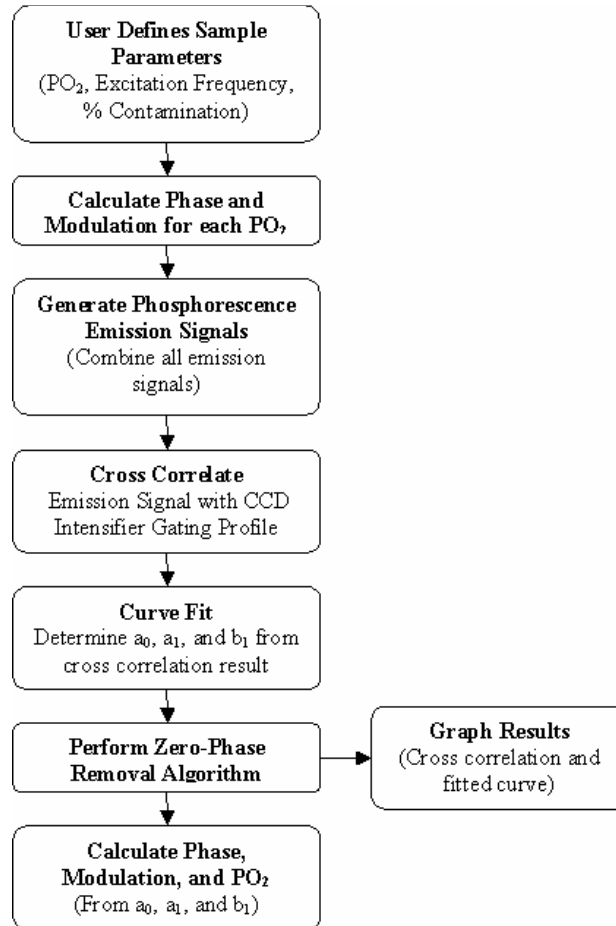 User Defines Sample
Parameters
(PO₂, Excitation Frequency,
% Contamination)
Calculate Phase and
Modulation for each PO₂
Generate Phosphorescence
Emission Signals
(Combine all emission
signals)
Cross Correlate
Emission Signal with CCD
Intensifier Gating Profile
Curve Fit
Determine a₀, a₁, and b₁ from
cross correlation result
Perform Zero-Phase
Removal Algorithm
Graph Results
(Cross correlation and
fitted curve)
Calculate Phase,
Modulation, and PO₂
(From a₀, a₁, and b₁)